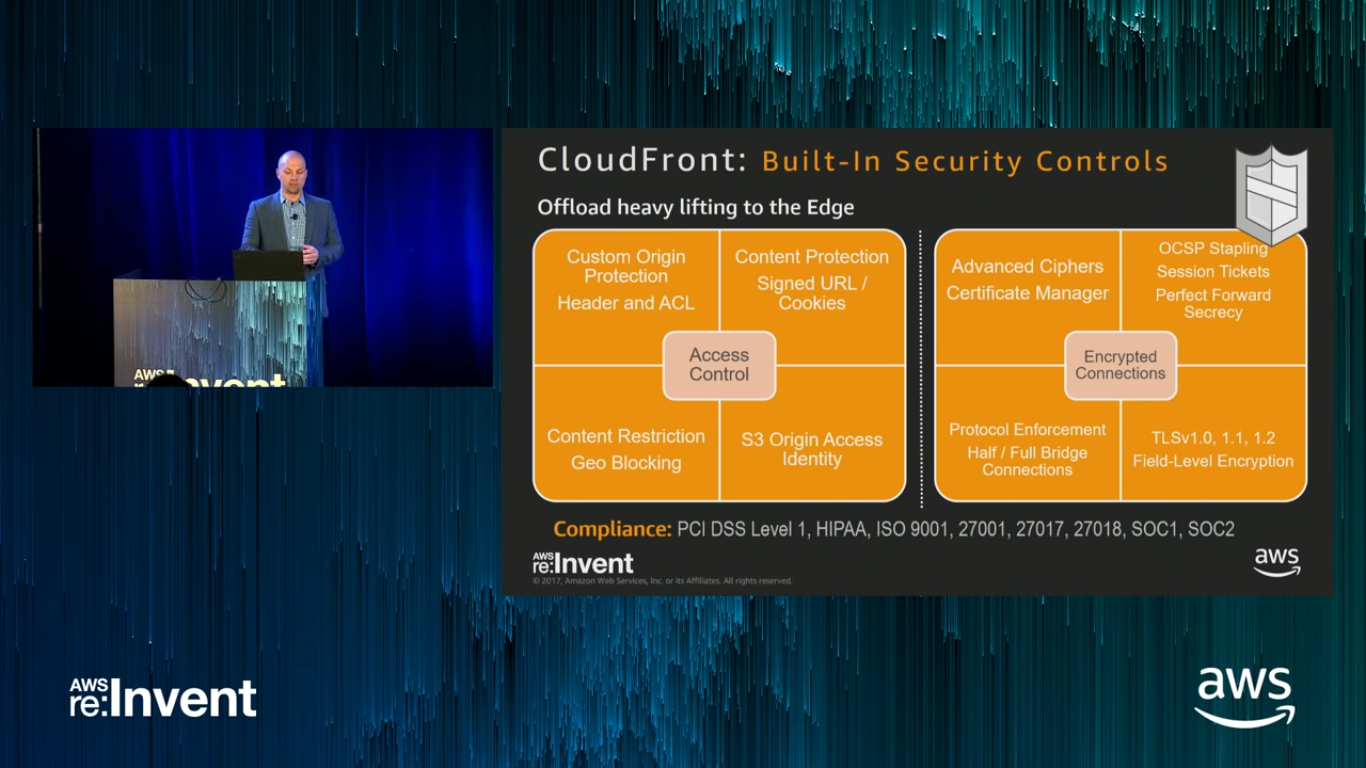 CloudFront: Built-In Security Controls
Offload heavy lifting to the Edge
Custom Origin
Protection
Header and ACL
Content Protection
Signed URL /
Cookies
Access
Control
Content Restriction
Geo Blocking
S3 Origin Access
Identity
Advanced Ciphers
Certificate Manager
OCSP Stapling
Session Tickets
Perfect Forward
Secrecy
Encrypted
Connections
Protocol Enforcement
Half / Full Bridge
Connections
TLSv1.0, 1.1, 1.2
Field-Level Encryption
Compliance: PCI DSS Level 1, HIPAA, ISO 9001, 27001, 27017, 27018, SOC1, SOC2
AWS
re:Invent
© 2017, Amazon Web Services, Inc. or its Affiliates. All rights reserved.
aws
AWS
re:Invent
AWS
re:Invent
aws